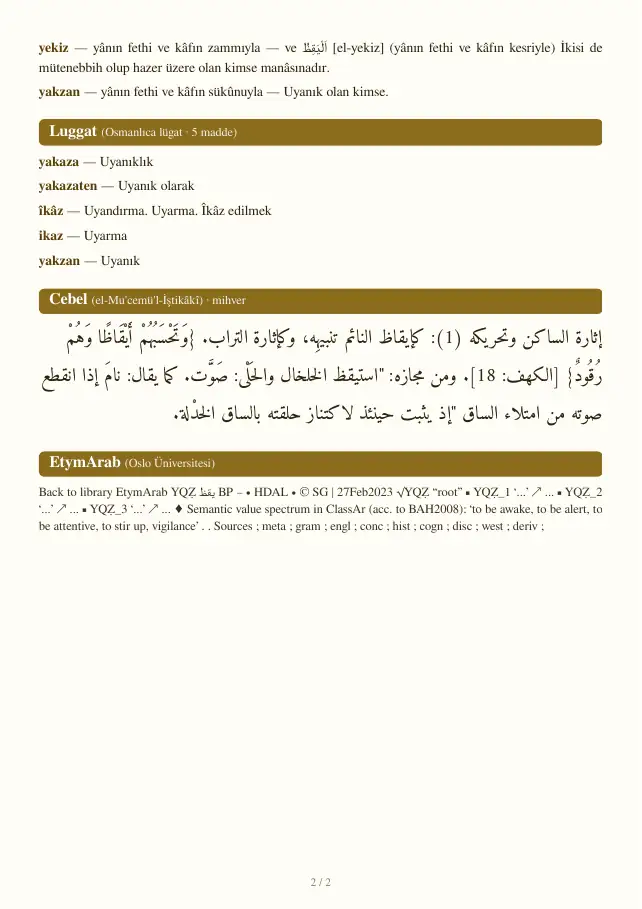 yekiz — yânın fethi ve kâfın zammıyla — ve اَلْيَقِظُ [el-yekiz] (yânın fethi ve kâfın kesriyle) İkisi de
mütenebbih olup hazer üzere olan kimse manâsınadır.
yakzan — yânın fethi ve kâfın sükûnuyla — Uyanık olan kimse.
Luggat (Osmanlıca lügat · 5 madde)
yakaza — Uyanıklık
yakazaten — Uyanık olarak
îkâz — Uyandırma. Uyarma. Îkâz edilmek
ikaz — Uyarma
yakzan — Uyanık
Cebel (el-Mu'cemü'l-İştikâkî) · mihver
إثارة الساكن وتحريكه (1): كإيقاظ النائم تنبيهِه، وكإثارة التراب. {وَتَحْسَبُهُمْ أَيْقَاظًا وَهُمْ
رُقُودٌ} [الكهف: 18]. ومن مجازه: "استيقظ الخلخال والحَلْى: صَوَّت. كما يقال: نامَ إذا انقطع
صوته من امتلاء الساق "إذ يثبت حينئذ لاكتناز حلقته بالساق الخدْلة.
EtymArab (Oslo Üniversitesi)
Back to library EtymArab YQẒ يقظ BP – • HDAL • © SG | 27Feb2023 √YQẒ “root” ▪ YQẒ_1 ‘...’ ↗ ... ▪ YQẒ_2
‘...’ ↗ ... ▪ YQẒ_3 ‘...’ ↗ ... ♦ Semantic value spectrum in ClassAr (acc. to BAH2008): ‘to be awake, to be alert, to
be attentive, to stir up, vigilance’ . . Sources ; meta ; gram ; engl ; conc ; hist ; cogn ; disc ; west ; deriv ;
2 / 2